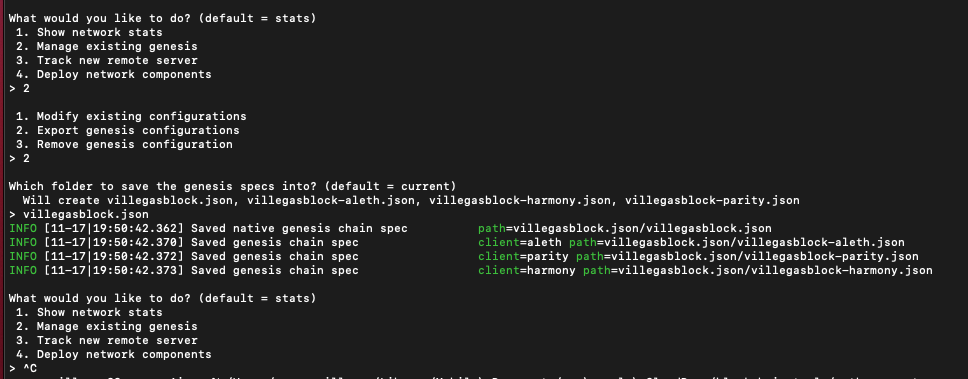 What would you like to do? (default = stats)
 1. Show network stats
 2. Manage existing genesis
 3. Track new remote server
 4. Deploy network components
> 2

 1. Modify existing configurations
 2. Export genesis configurations
 3. Remove genesis configuration
> 2

Which folder to save the genesis specs into? (default = current)
  Will create villegasblock.json, villegasblock-aleth.json, villegasblock-harmony.json, villegasblock-parity.json
> villegasblock.json
INFO [11-17|19:50:42.362] Saved native genesis chain spec          path=villegasblock.json/villegasblock.json
INFO [11-17|19:50:42.370] Saved genesis chain spec                 client=aleth path=villegasblock.json/villegasblock-aleth.json
INFO [11-17|19:50:42.372] Saved genesis chain spec                 client=parity path=villegasblock.json/villegasblock-parity.json
INFO [11-17|19:50:42.373] Saved genesis chain spec                 client=harmony path=villegasblock.json/villegasblock-harmony.json

What would you like to do? (default = stats)
 1. Show network stats
 2. Manage existing genesis
 3. Track new remote server
 4. Deploy network components
> ^C